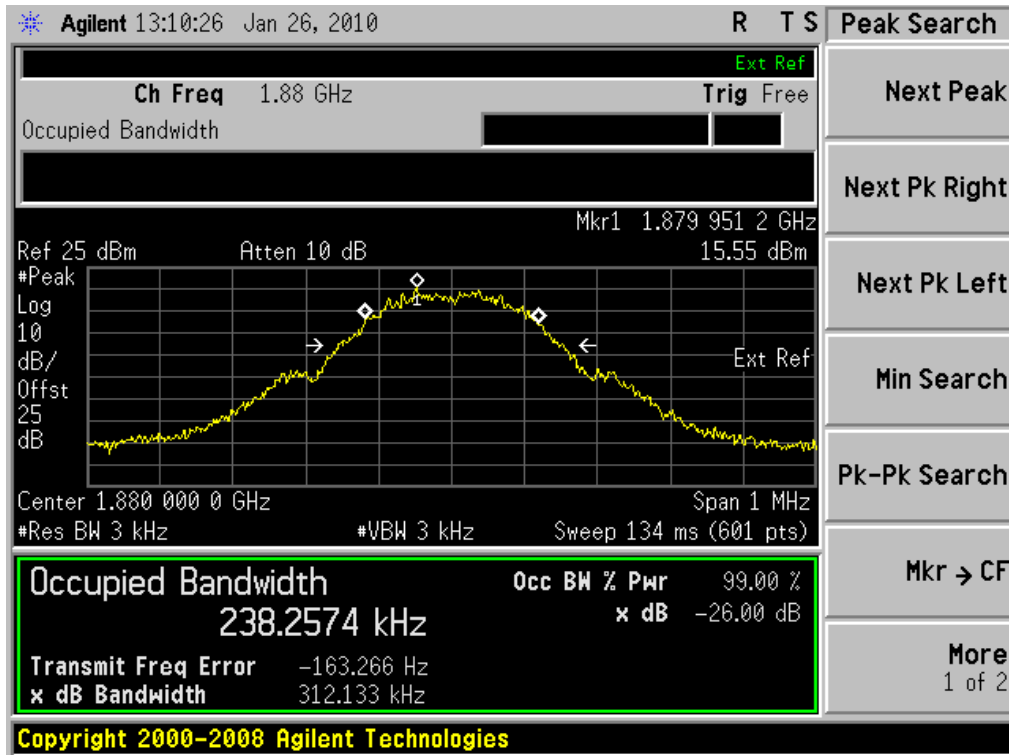 Agilent 13:10:26 Jan 26, 2010 R T S
Peak Search
Ext Ref
Ch Freq 1.88 GHz Trig Free
Occupied Bandwidth
Next Peak
Next Pk Right
Mkr1 1.879 951 2 GHz
Ref 25 dBm Atten 10 dB 15.55 dBm
#Peak
Log
10
dB/
Offst
25
dB
1
Ext Ref
Next Pk Left
Min Search
Pk-Pk Search
Center 1.880 000 0 GHz Span 1 MHz
#Res BW 3 kHz #VBW 3 kHz Sweep 134 ms (601 pts)
Occupied Bandwidth Occ BW % Pwr 99.00 %
238.2574 kHz x dB -26.00 dB
Transmit Freq Error -163.266 Hz
x dB Bandwidth 312.133 kHz
Mkr → CF
More
1 of 2
Copyright 2000-2008 Agilent Technologies